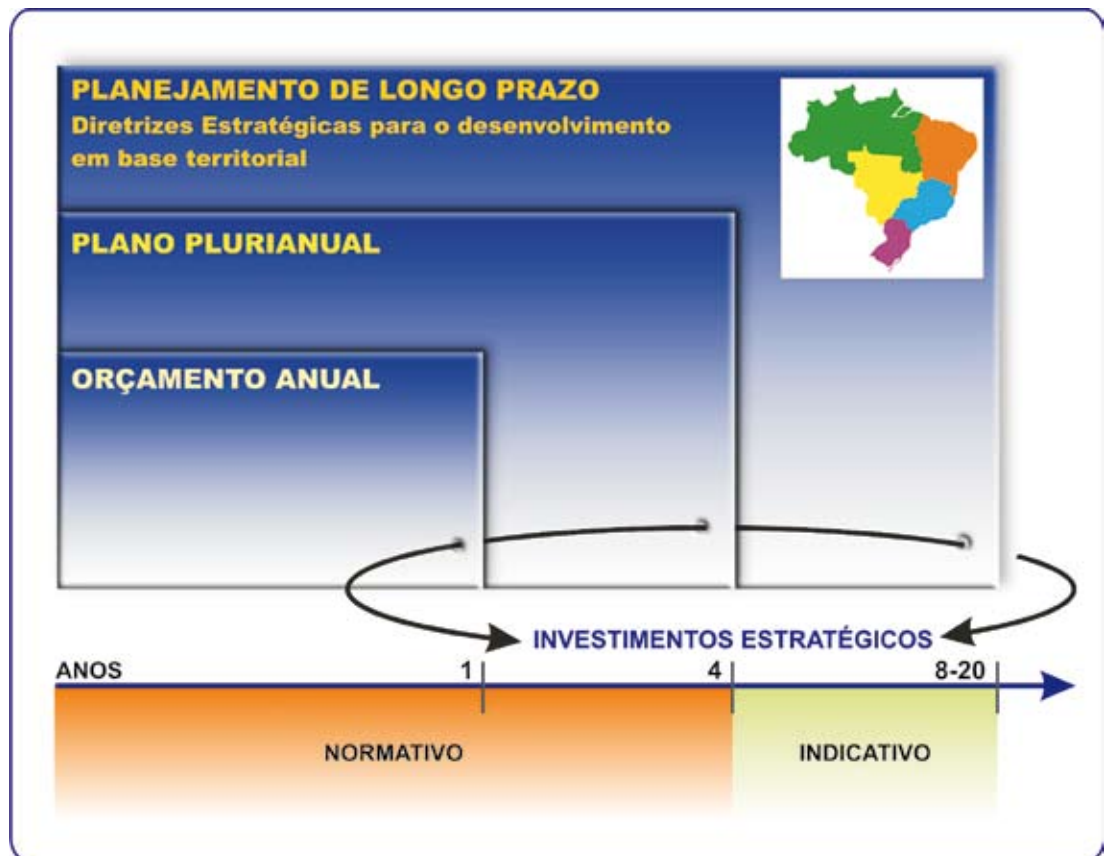 PLANEJAMENTO DE LONGO PRAZO
Diretrizes Estratégicas para o desenvolvimento
em base territorial
PLANO PLURIANUAL
ORÇAMENTO ANUAL
INVESTIMENTOS ESTRATÉGICOS
ANOS 1 4 8-20
NORMATIVO INDICATIVO